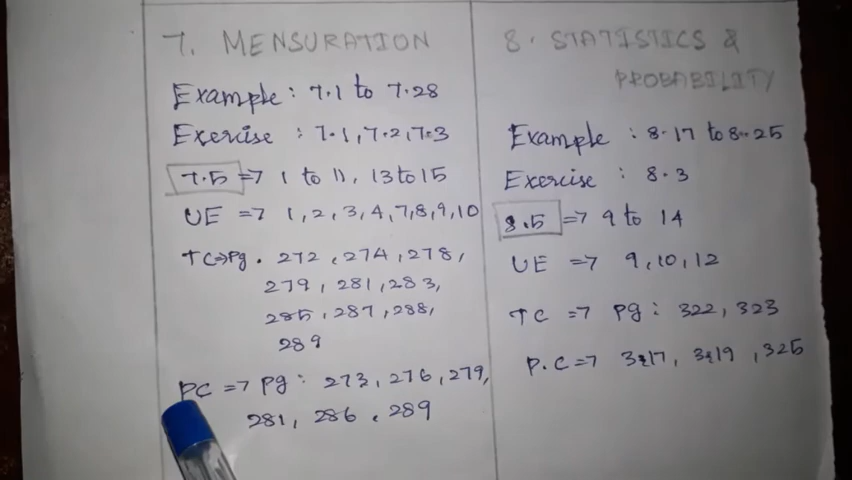 7. MENSURATION
Example : 7.1 to 7.28
Exercise : 7.1, 7.2, 7.3
7.5 => 1 to 11, 13 to 15
UE => 1, 2, 3, 4, 7, 8, 9, 10
TC => Pg. 272, 274, 278,
279, 281, 283,
285, 287, 288,
289
PC => Pg: 273, 276, 279,
281, 286, 289
8. STATISTICS &
PROBABILITY
Example : 8.17 to 8.25
Exercise : 8.3
8.5 => 9 to 14
UE => 9, 10, 12
TC => Pg: 322, 323
P.C => 317, 319, 325